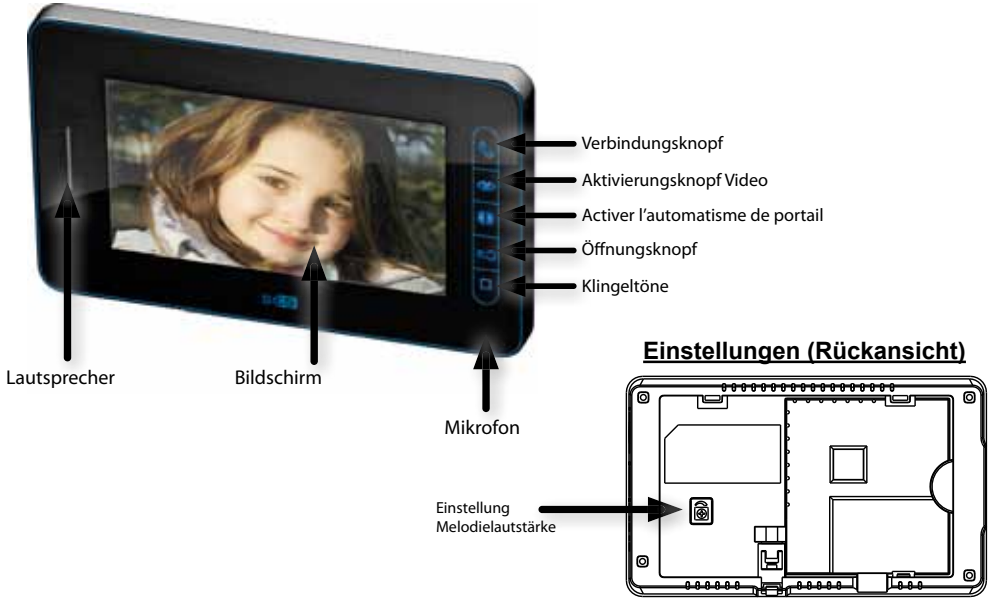 Verbindungsknopf
Aktivierungsknopf Video
Activer l'automatisme de portail
Öffnungsknopf
Klingeltöne
Lautsprecher
Bildschirm
Mikrofon
Einstellungen (Rückansicht)
Einstellung
Melodielautstärke